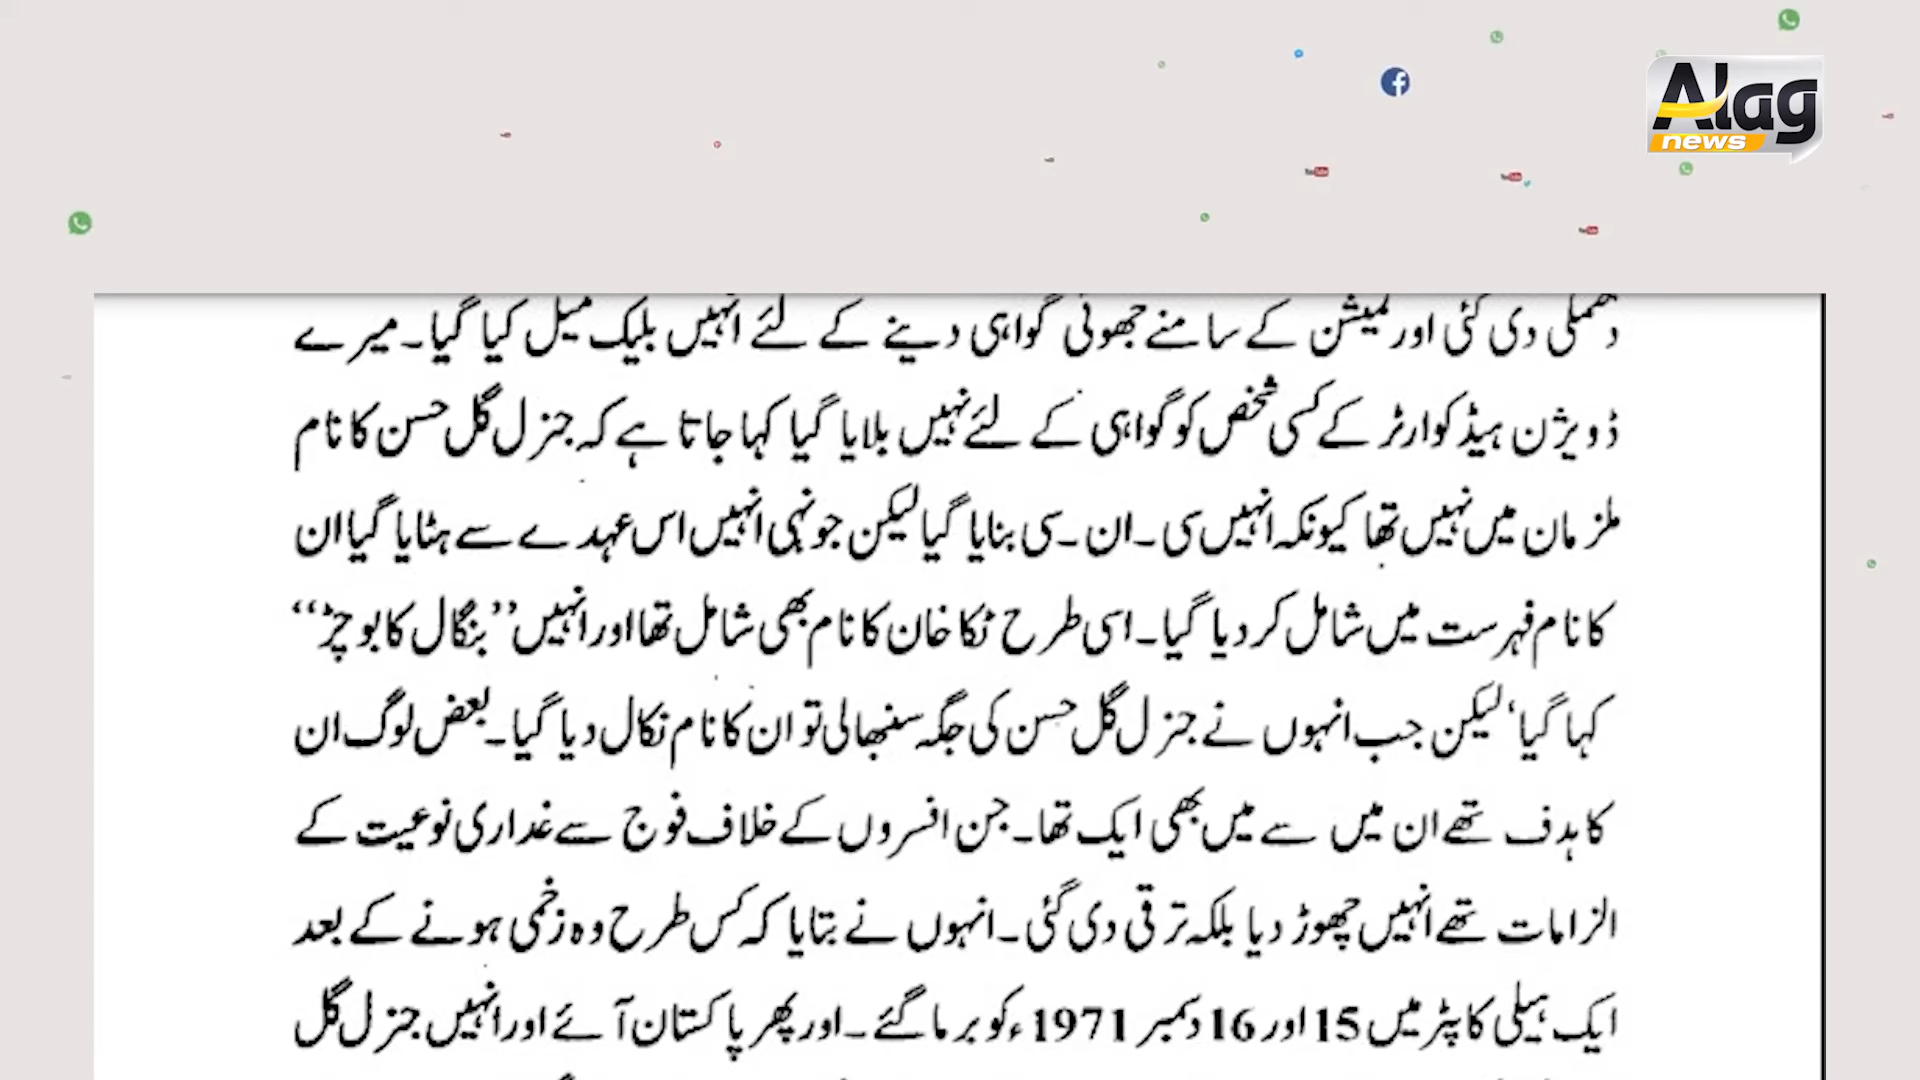 Alag
news
دھمکی دی گئی اور کمیشن کے سامنے جھوٹی گواہی دینے کے لئے انہیں بلیک میل کیا گیا۔ میرے
ڈویژن ہیڈکوارٹر کے کسی شخص کو گواہی کے لئے نہیں بلایا گیا کہا جاتا ہے کہ جنرل گل حسن کا نام
ملزمان میں نہیں تھا کیونکہ انہیں سی۔ان۔سی بنایا گیا لیکن جونہی انہیں اس عہدے سے ہٹایا گیا ان
کا نام فہرست میں شامل کر دیا گیا۔ اسی طرح ٹکا خان کا نام بھی شامل تھا اور انہیں ’’بنگال کا بوچڑ‘‘
کہا گیا‘ لیکن جب انہوں نے جنرل گل حسن کی جگہ سنبھالی تو ان کا نام نکال دیا گیا۔ بعض لوگ ان
کا ہدف تھے ان میں سے میں بھی ایک تھا۔ جن افسروں کے خلاف فوج سے غداری نوعیت کے
الزامات تھے انہیں چھوڑ دیا بلکہ ترقی دی گئی۔ انہوں نے بتایا کہ کس طرح وہ زخمی ہونے کے بعد
ایک ہیلی کاپٹر میں 15 اور 16 دسمبر 1971ء کو برما گئے۔ اور پھر پاکستان آئے اور انہیں جنرل گل